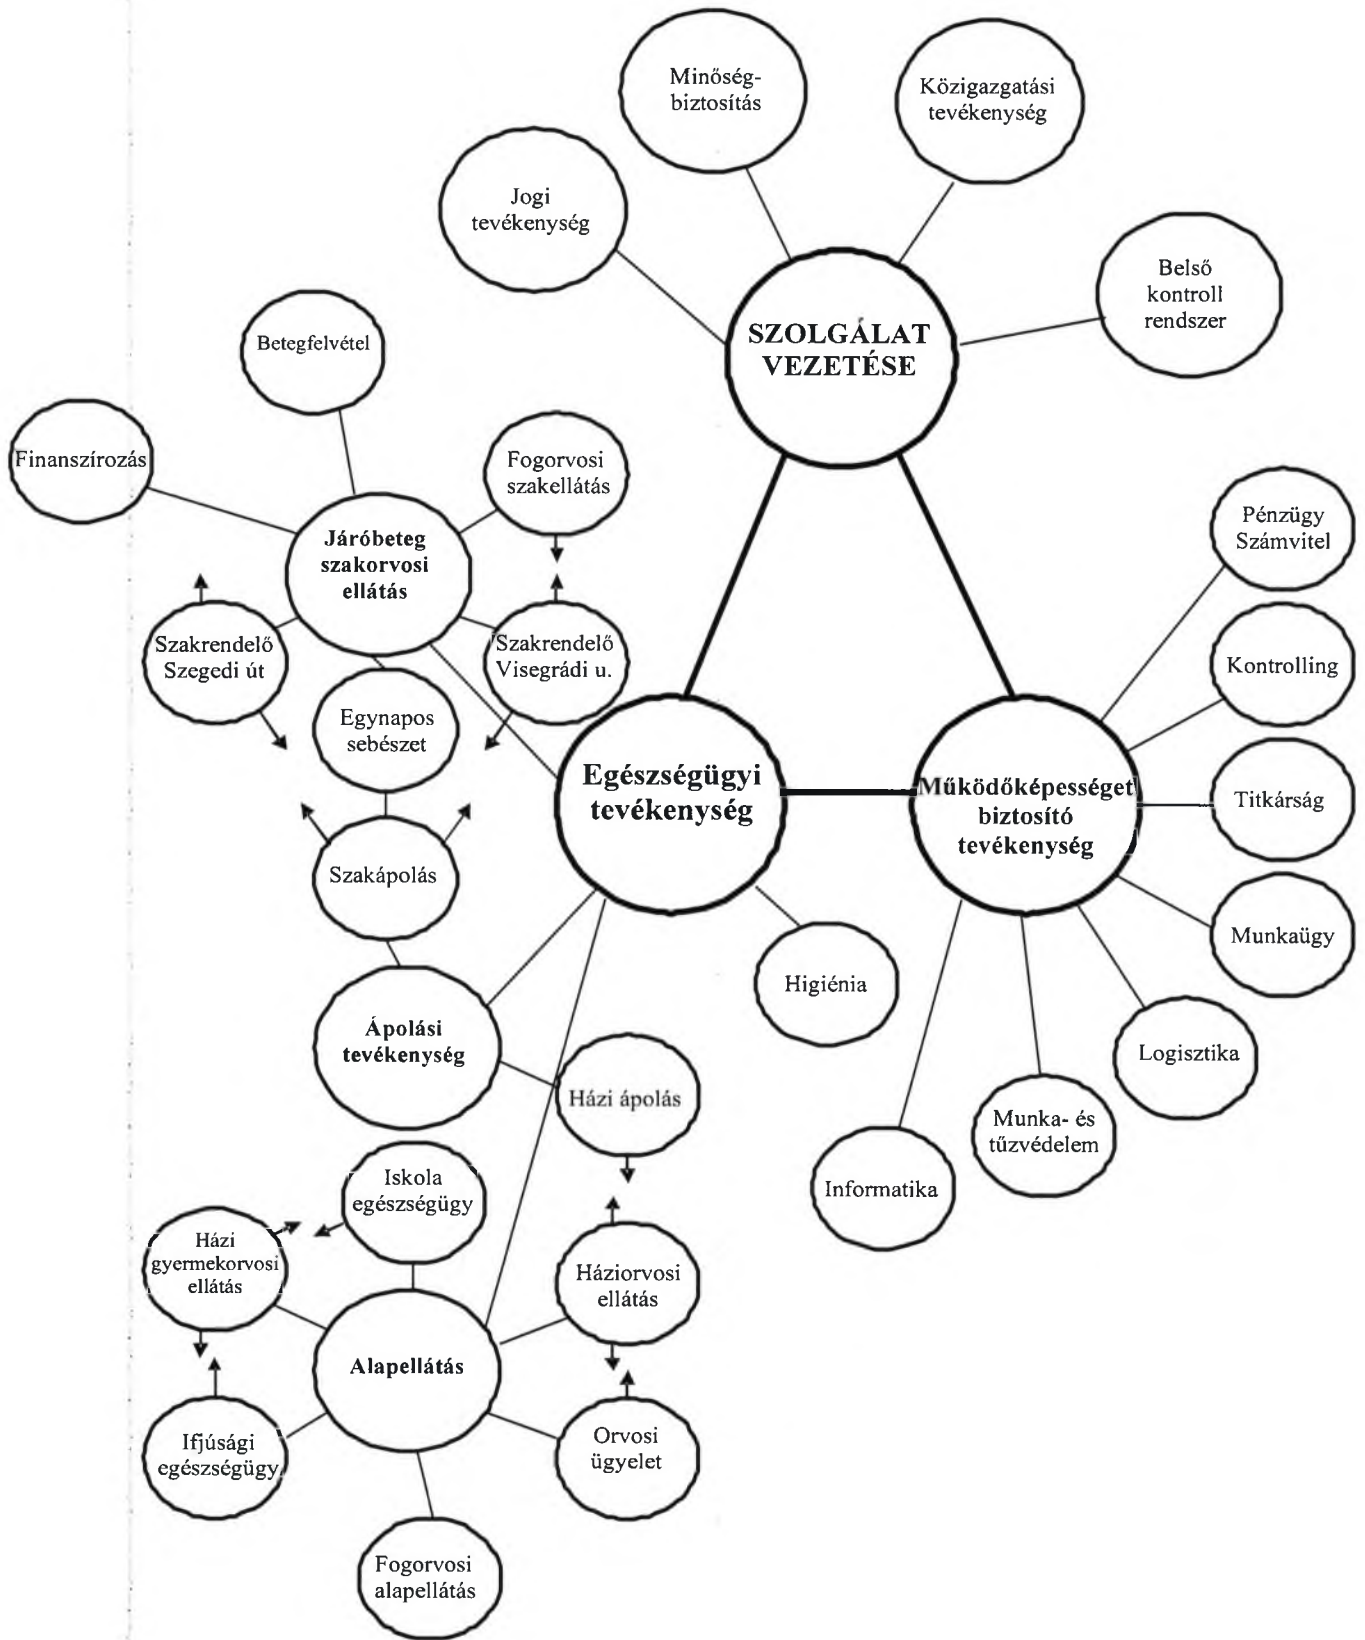 Minőség-
biztosítás
Közigazgatási
tevékenység
Jogi
tevékenység
Belső
kontroll
rendszer
SZOLGÁLAT
VEZETÉSE
Betegfelvétel
Finanszírozás
Fogorvosi
szakellátás
Járóbeteg
szakorvosi
ellátás
Szakrendelő
Szegedi út
Szakrendelő
Visegrádi u.
Egynapos
sebészet
Szakápolás
Egészségügyi
tevékenység
Működőképességet
biztosító
tevékenység
Pénzügy
Számvitel
Kontrolling
Titkárság
Munkaügy
Logisztika
Munka- és
tűzvédelem
Informatika
Higiénia
Ápolási
tevékenység
Házi ápolás
Iskola
egészségügy
Házi
gyermekorvosi
ellátás
Háziorvosi
ellátás
Alapellátás
Ifjúsági
egészségügy
Orvosi
ügyelet
Fogorvosi
alapellátás